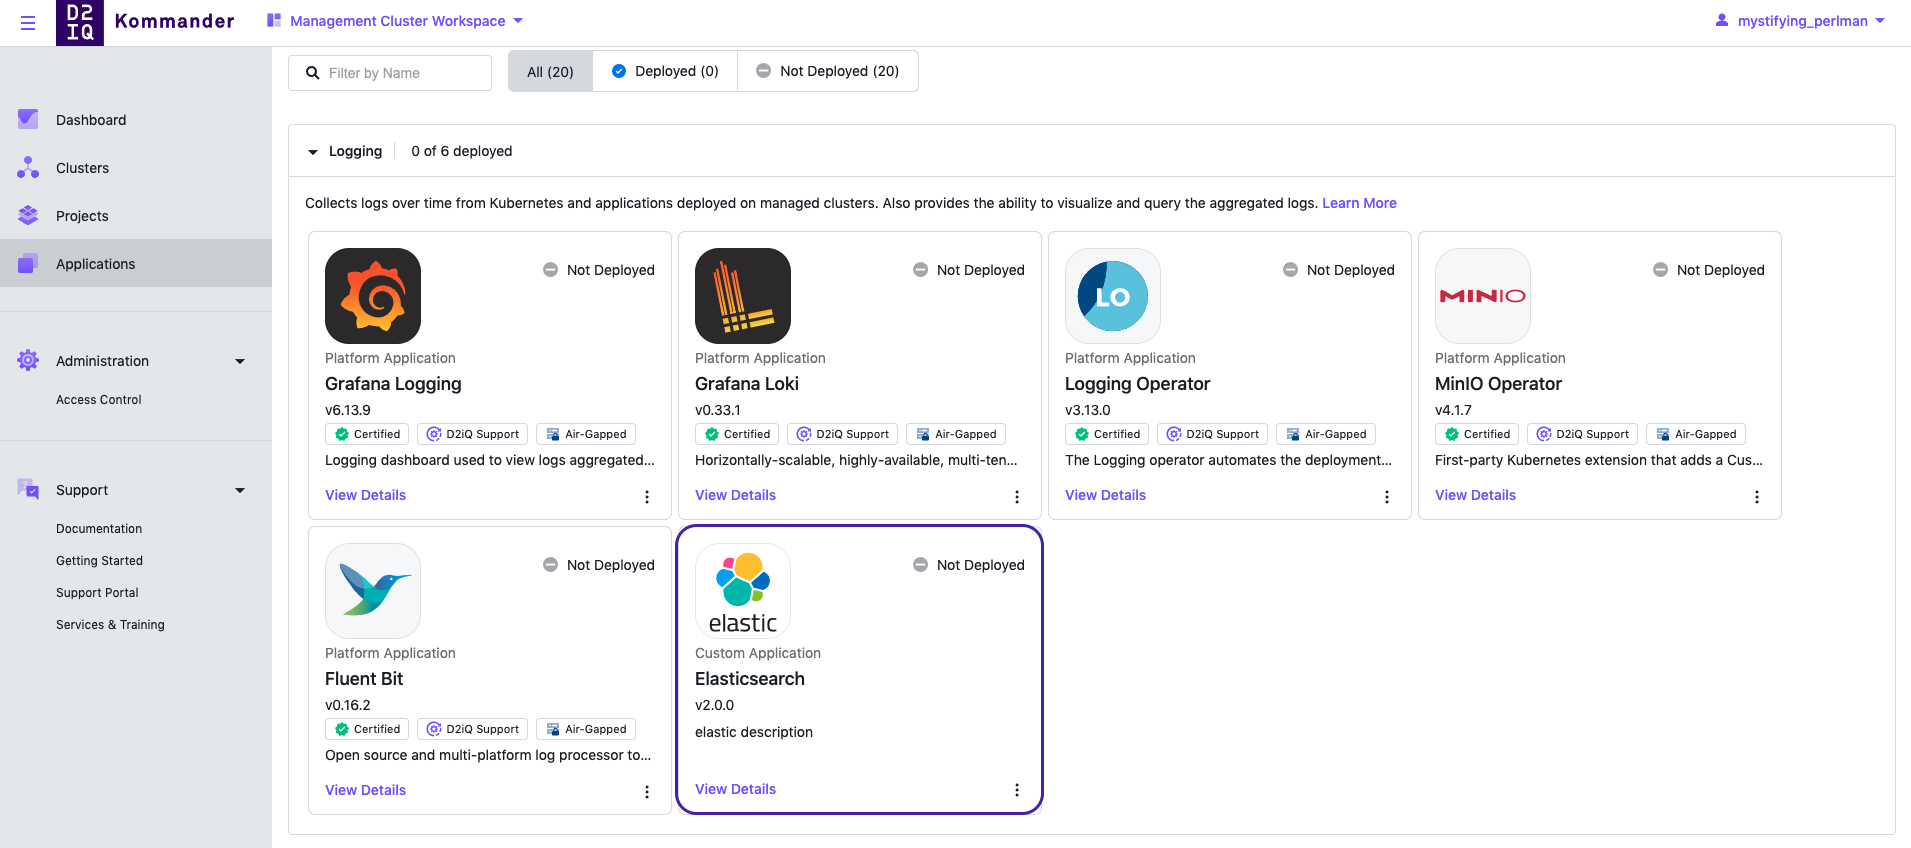 D2
IQ
Kommander
Management Cluster Workspace
mystifying_perlman
Filter by Name
All (20)
Deployed (0)
Not Deployed (20)
Dashboard
Clusters
Projects
Applications
Administration
Access Control
Support
Documentation
Getting Started
Support Portal
Services & Training
Logging
0 of 6 deployed
Collects logs over time from Kubernetes and applications deployed on managed clusters. Also provides the ability to visualize and query the aggregated logs. Learn More
Not Deployed
Platform Application
Grafana Logging
v6.13.9
Certified
D2iQ Support
Air-Gapped
Logging dashboard used to view logs aggregated...
View Details
Not Deployed
Platform Application
Grafana Loki
v0.33.1
Certified
D2iQ Support
Air-Gapped
Horizontally-scalable, highly-available, multi-ten...
View Details
LO
Not Deployed
Platform Application
Logging Operator
v3.13.0
Certified
D2iQ Support
Air-Gapped
The Logging operator automates the deployment...
View Details
MINIO
Not Deployed
Platform Application
MinIO Operator
v4.1.7
Certified
D2iQ Support
Air-Gapped
First-party Kubernetes extension that adds a Cus...
View Details
Not Deployed
Platform Application
Fluent Bit
v0.16.2
Certified
D2iQ Support
Air-Gapped
Open source and multi-platform log processor to...
View Details
elastic
Not Deployed
Custom Application
Elasticsearch
v2.0.0
elastic description
View Details